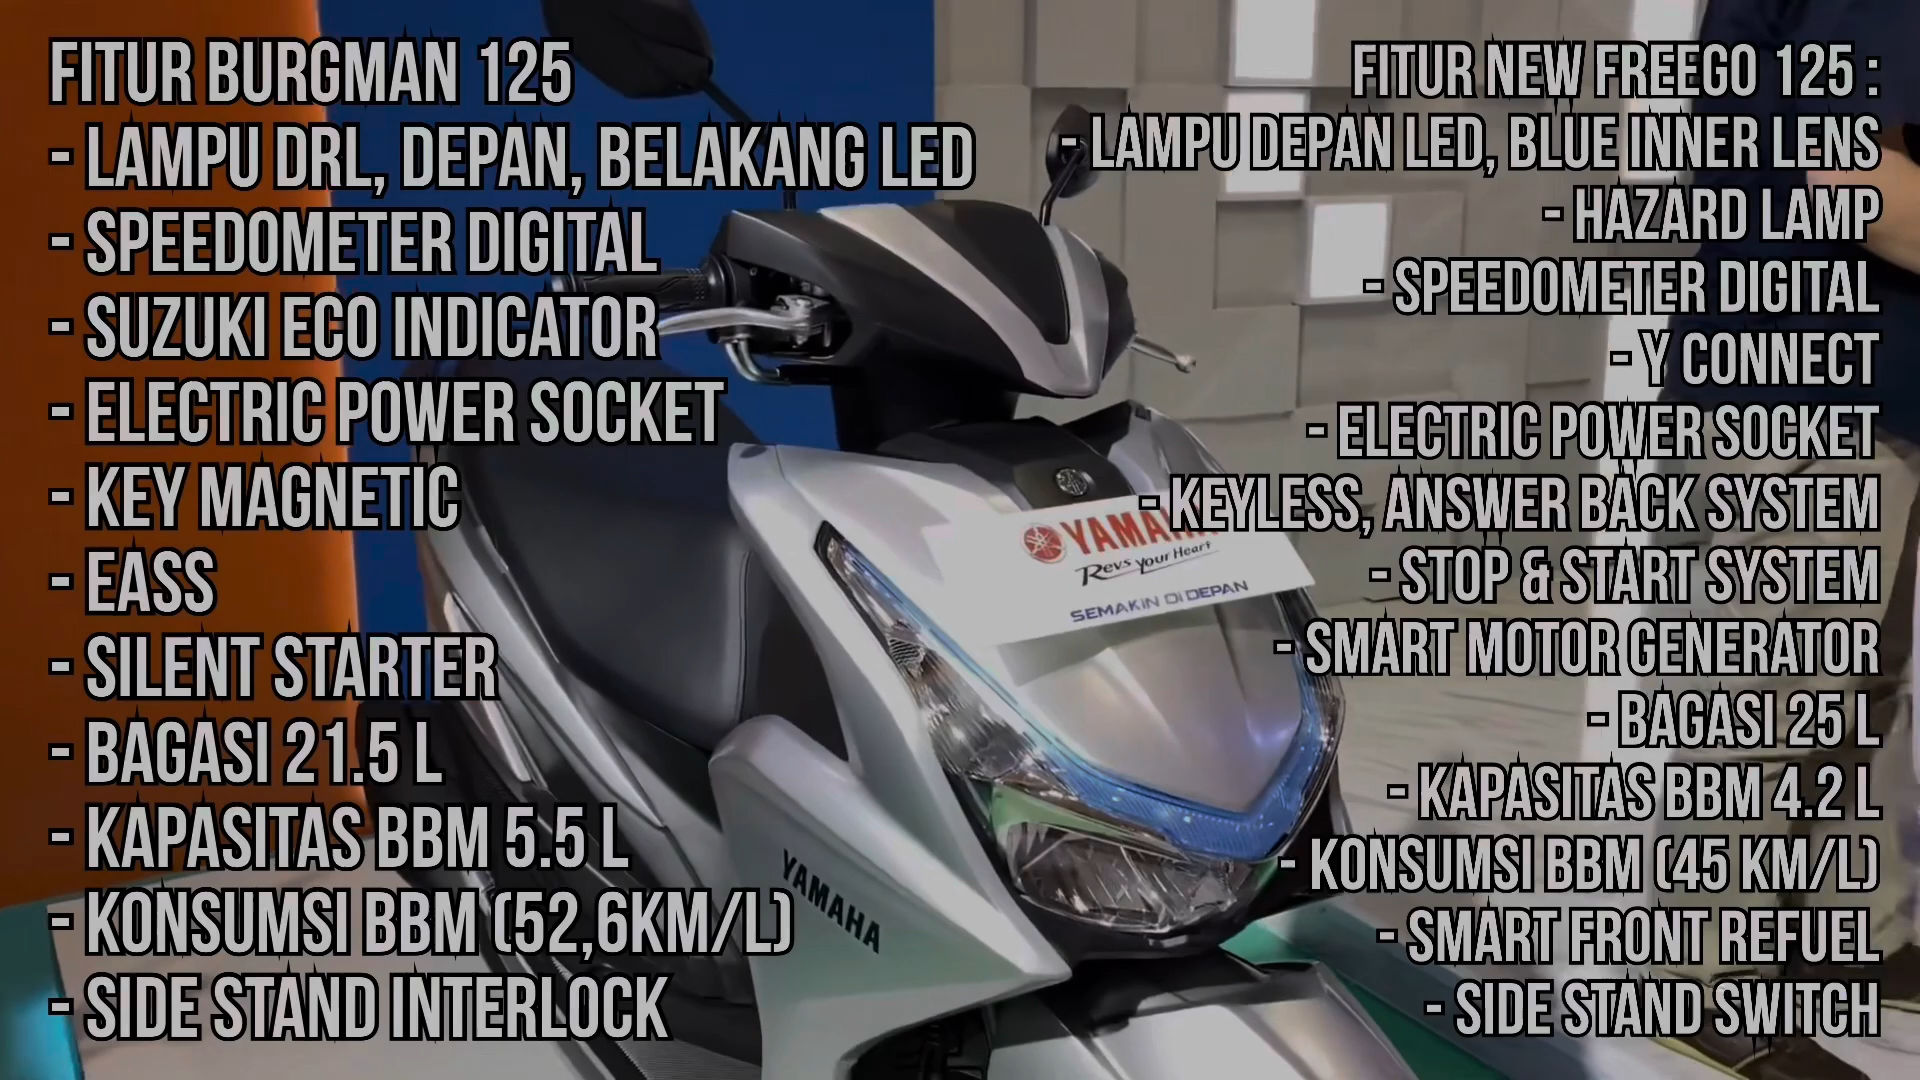 FITUR BURGMAN 125
- LAMPU DRL, DEPAN, BELAKANG LED
- SPEEDOMETER DIGITAL
- SUZUKI ECO INDICATOR
- ELECTRIC POWER SOCKET
- KEY MAGNETIC
- EASS
- SILENT STARTER
- BAGASI 21.5 L
- KAPASITAS BBM 5.5 L
- KONSUMSI BBM (52,6KM/L)
- SIDE STAND INTERLOCK
FITUR NEW FREEGO 125 :
- LAMPU DEPAN LED, BLUE INNER LENS
- HAZARD LAMP
- SPEEDOMETER DIGITAL
- Y CONNECT
- ELECTRIC POWER SOCKET
- KEYLESS, ANSWER BACK SYSTEM
- STOP & START SYSTEM
- SMART MOTOR GENERATOR
- BAGASI 25 L
- KAPASITAS BBM 4.2 L
- KONSUMSI BBM (45 KM/L)
- SMART FRONT REFUEL
- SIDE STAND SWITCH
YAMAHA
Revs Your Heart
SEMAKIN DI DEPAN
YAMAHA